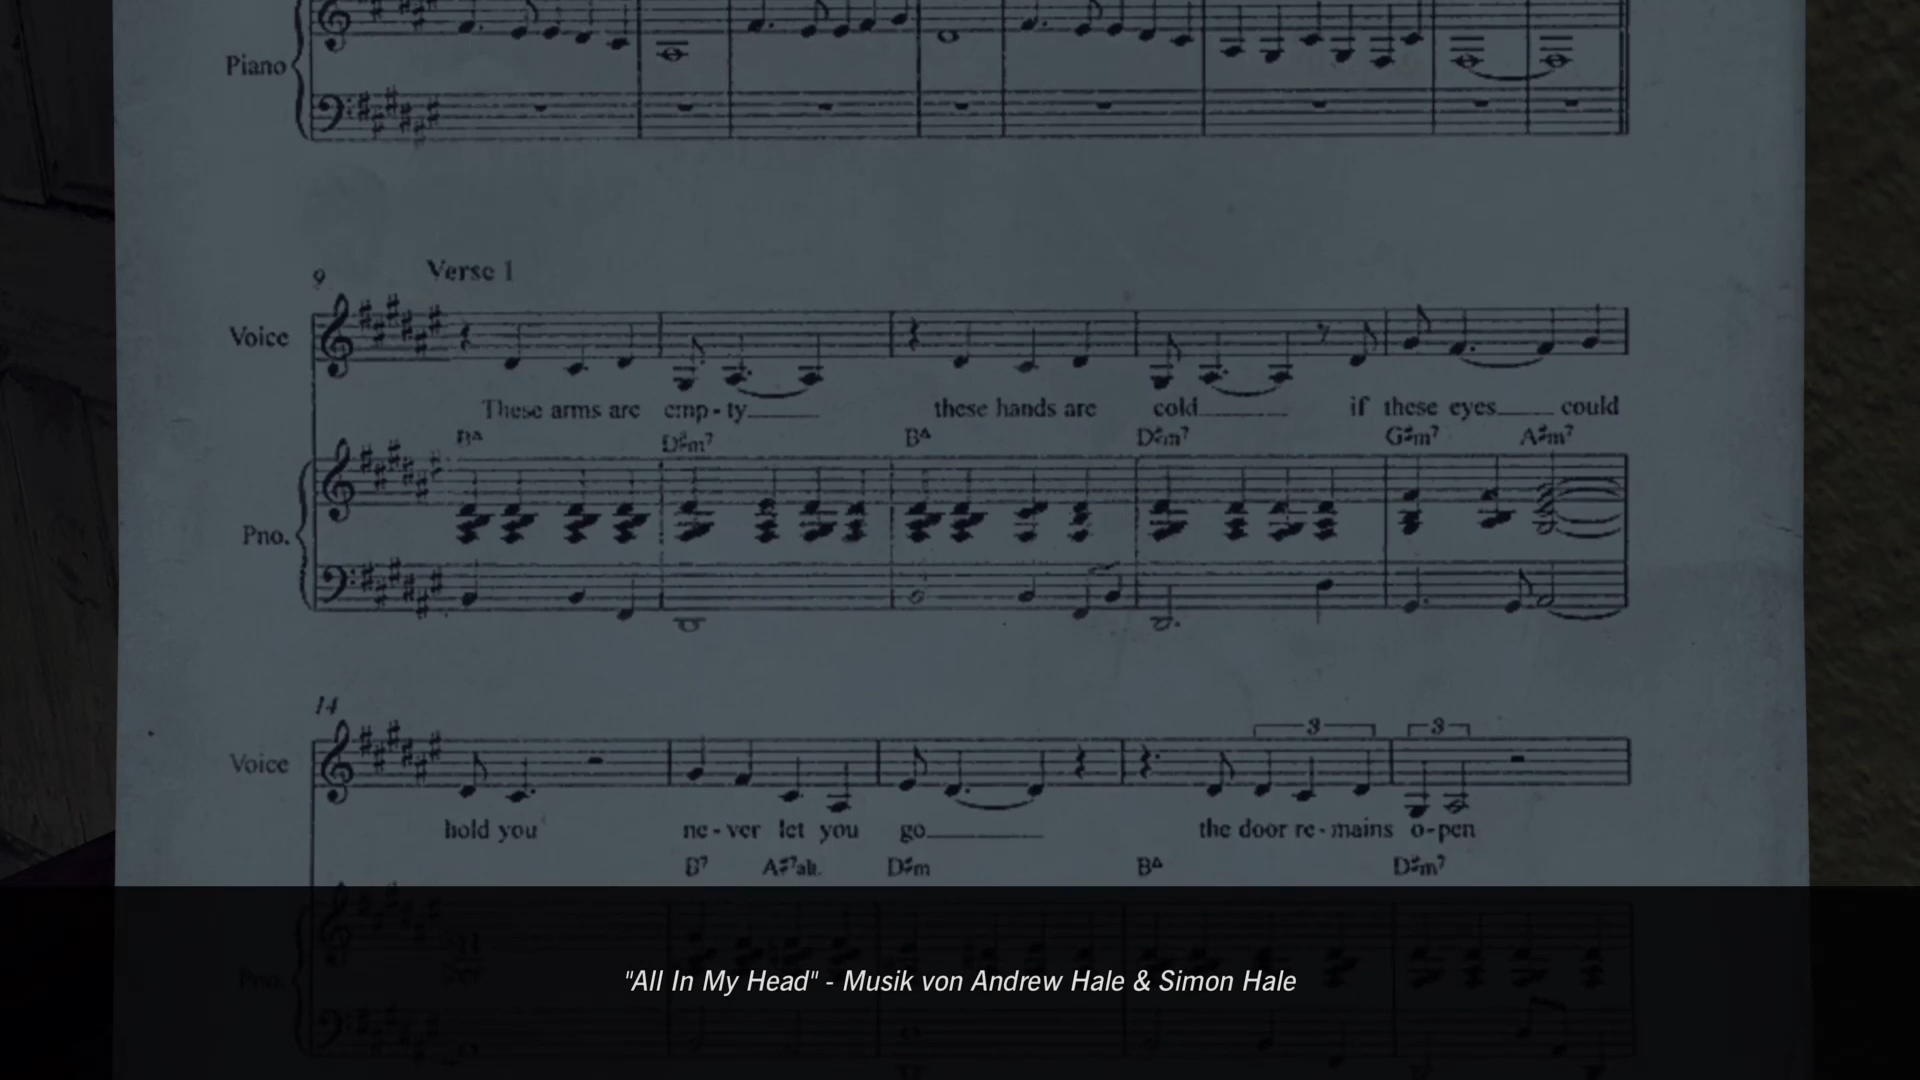 Piano
9 Verse 1
Voice
These arms are emp - ty these hands are cold if these eyes could
B△ D♯m7 B△ D♯m7 G♯m7 A♯m7
Pno.
14
3 3
Voice
hold you ne - ver let you go the door re - mains o - pen
B7 A♯7alt. D♯m B△ D♯m7
Pno.
"All In My Head" - Musik von Andrew Hale & Simon Hale